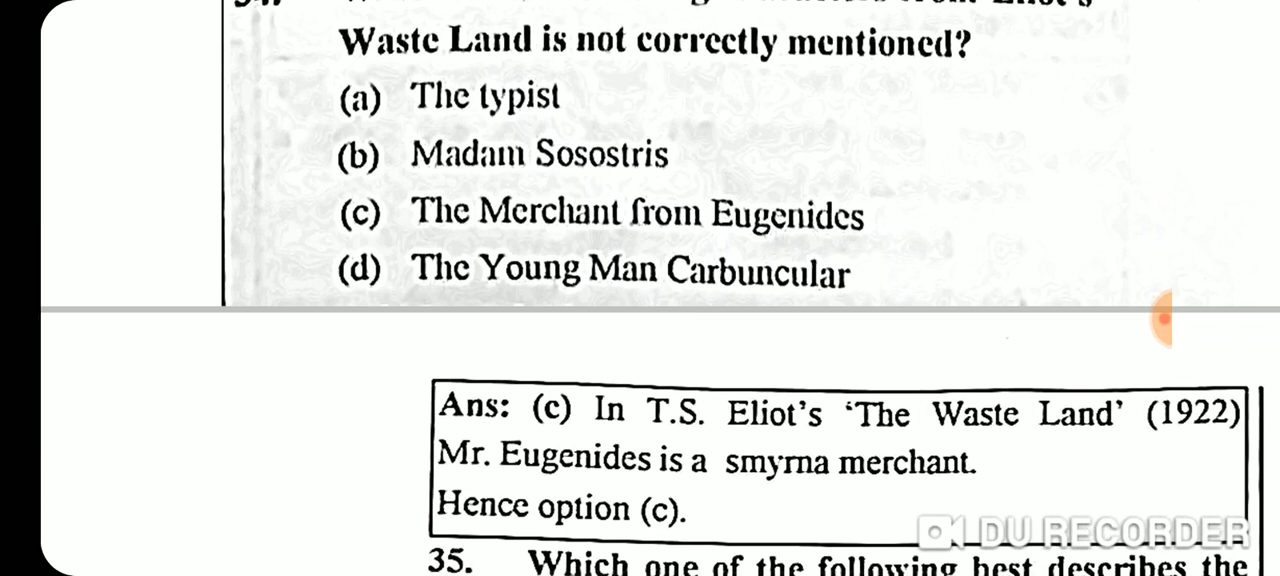 Waste Land is not correctly mentioned?
(a) The typist
(b) Madam Sosostris
(c) The Merchant from Eugenides
(d) The Young Man Carbuncular
Ans: (c) In T.S. Eliot's 'The Waste Land' (1922)
Mr. Eugenides is a smyrna merchant.
Hence option (c).
DU RECORDER
35. Which one of the following best describes the